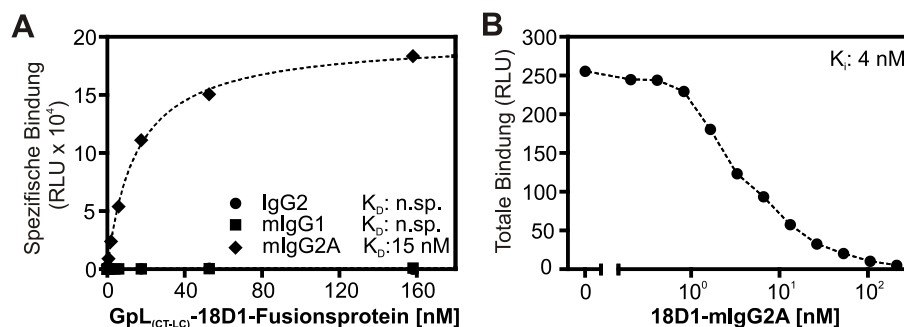 A
Spezifische Bindung
(RLU x 10⁴)
20
15
10
5
0
IgG2 K_D: n.sp.
mIgG1 K_D: n.sp.
mIgG2A K_D:15 nM
0 40 80 120 160
GpL(CT-LC)-18D1-Fusionsprotein [nM]
B
Totale Bindung (RLU)
300
250
200
150
100
50
0
K_i: 4 nM
0 10⁰ 10¹ 10²
18D1-mIgG2A [nM]